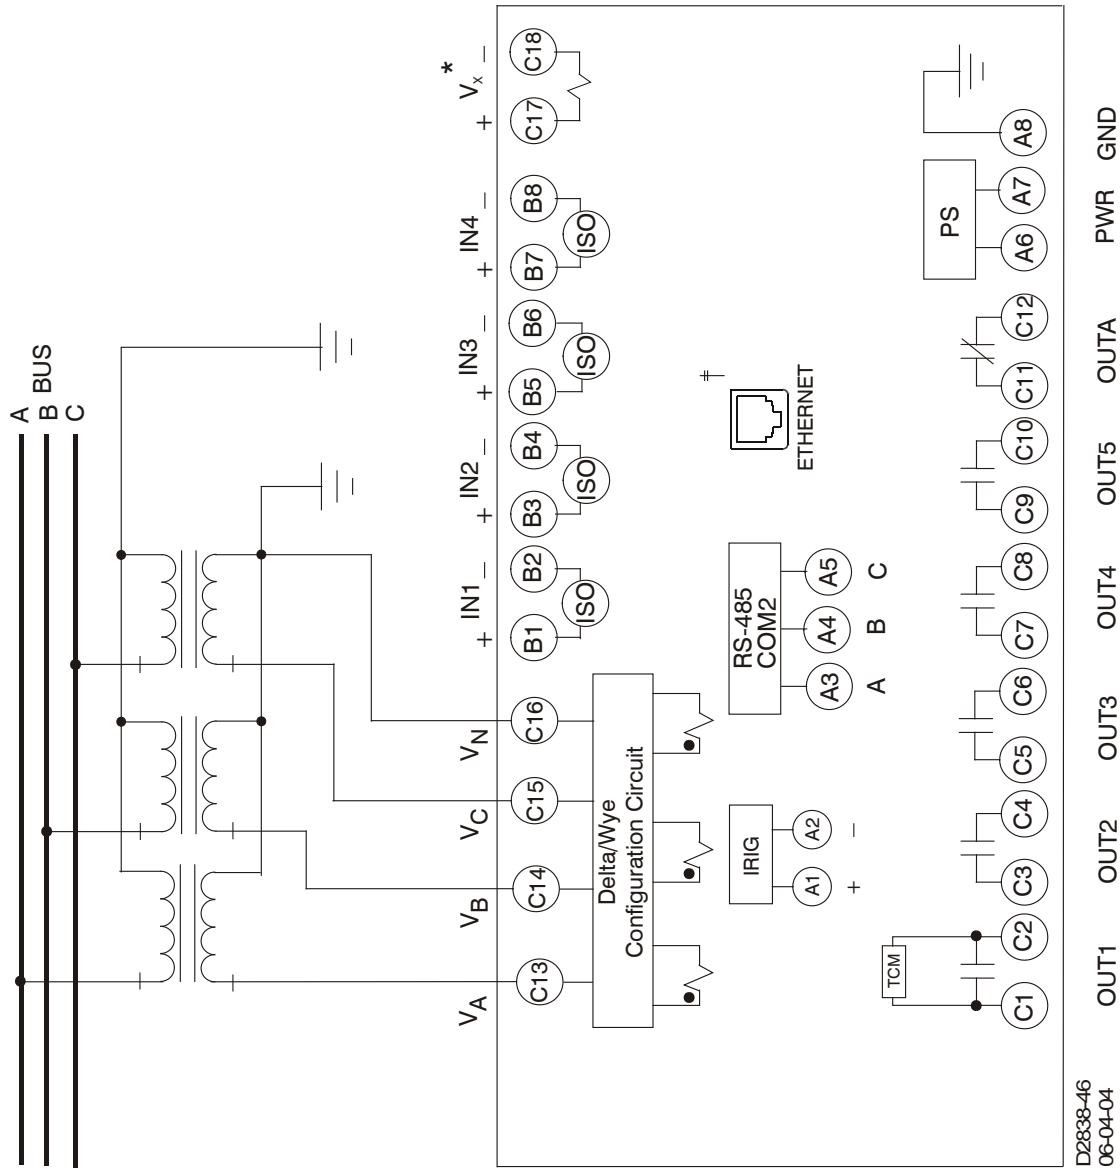 A
B BUS
C
V_A
V_B
V_C
V_N
+ IN1 −
+ IN2 −
+ IN3 −
+ IN4 −
+ Vx* −
C13
C14
C15
C16
B1
B2
B3
B4
B5
B6
B7
B8
C17
C18
ISO
ISO
ISO
ISO
Delta/Wye
Configuration Circuit
IRIG
A1
A2
+ −
RS-485
COM2
A3
A4
A5
A B C
‡
ETHERNET
TCM
PS
C1
C2
C3
C4
C5
C6
C7
C8
C9
C10
C11
C12
A6
A7
A8
OUT1
OUT2
OUT3
OUT4
OUT5
OUTA
PWR
GND
D2838-46
06-04-04